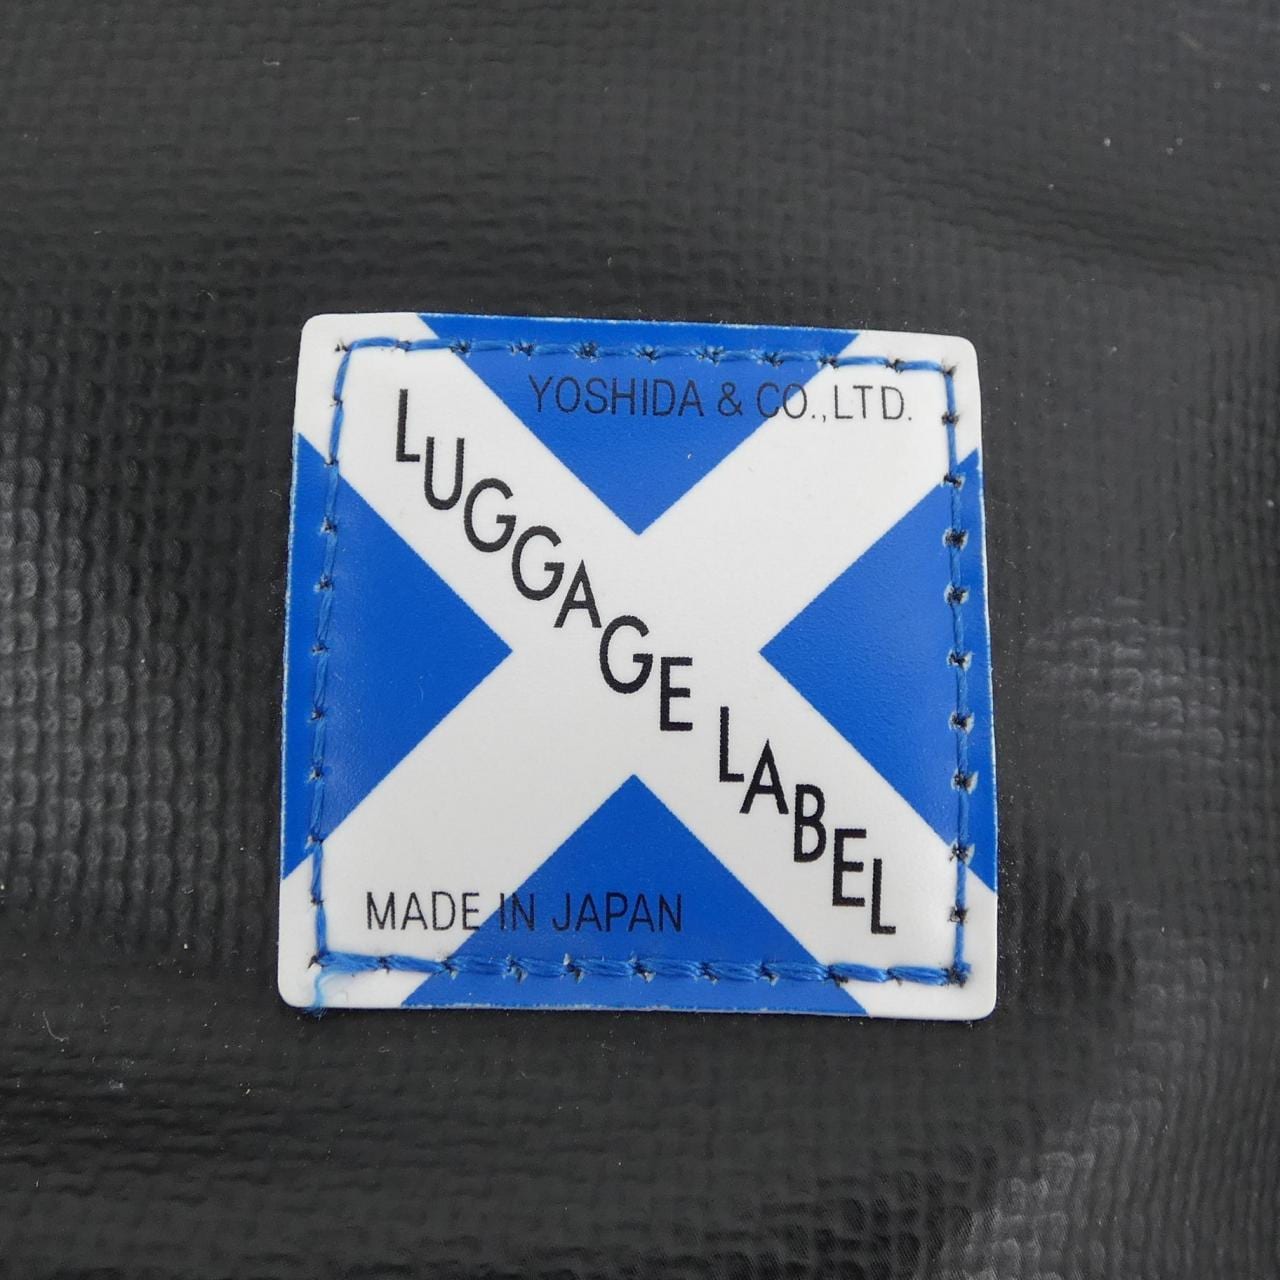 YOSHIDA & CO.,LTD.
LUGGAGE LABEL
MADE IN JAPAN